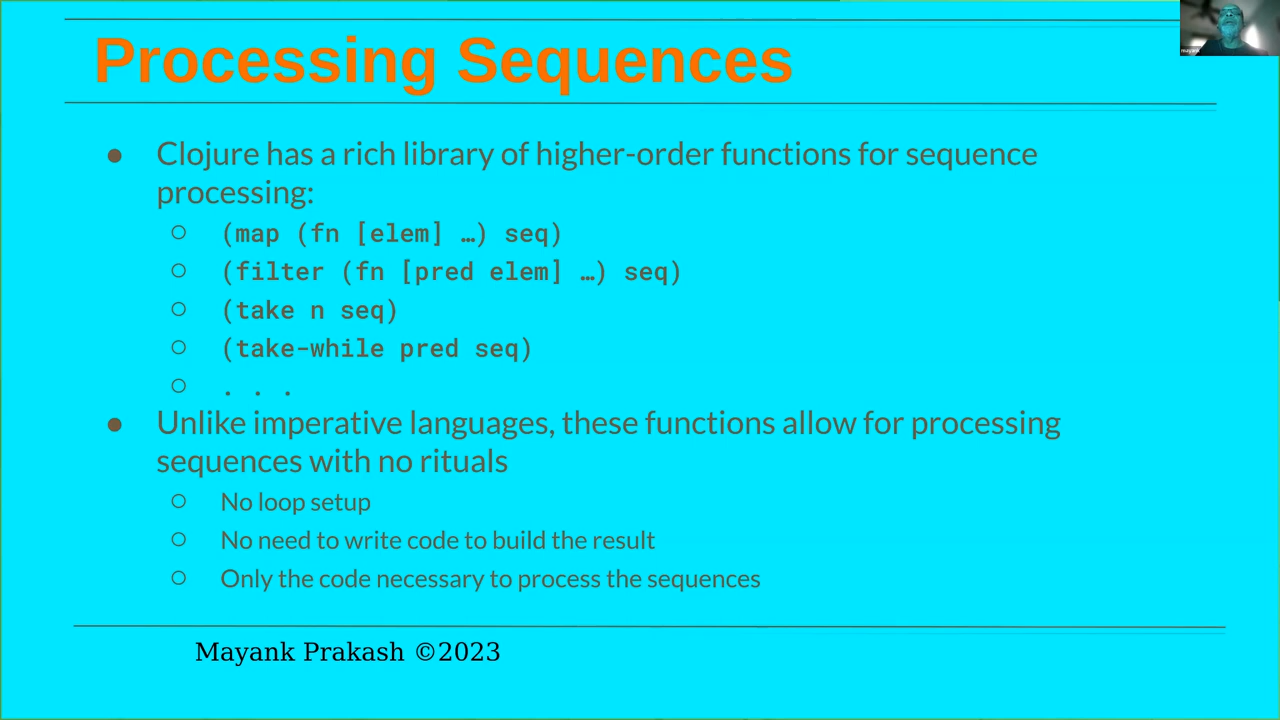 Processing Sequences
mayank
● Clojure has a rich library of higher-order functions for sequence
processing:
○ (map (fn [elem] …) seq)
○ (filter (fn [pred elem] …) seq)
○ (take n seq)
○ (take-while pred seq)
○ . . .
● Unlike imperative languages, these functions allow for processing
sequences with no rituals
○ No loop setup
○ No need to write code to build the result
○ Only the code necessary to process the sequences
Mayank Prakash ©2023